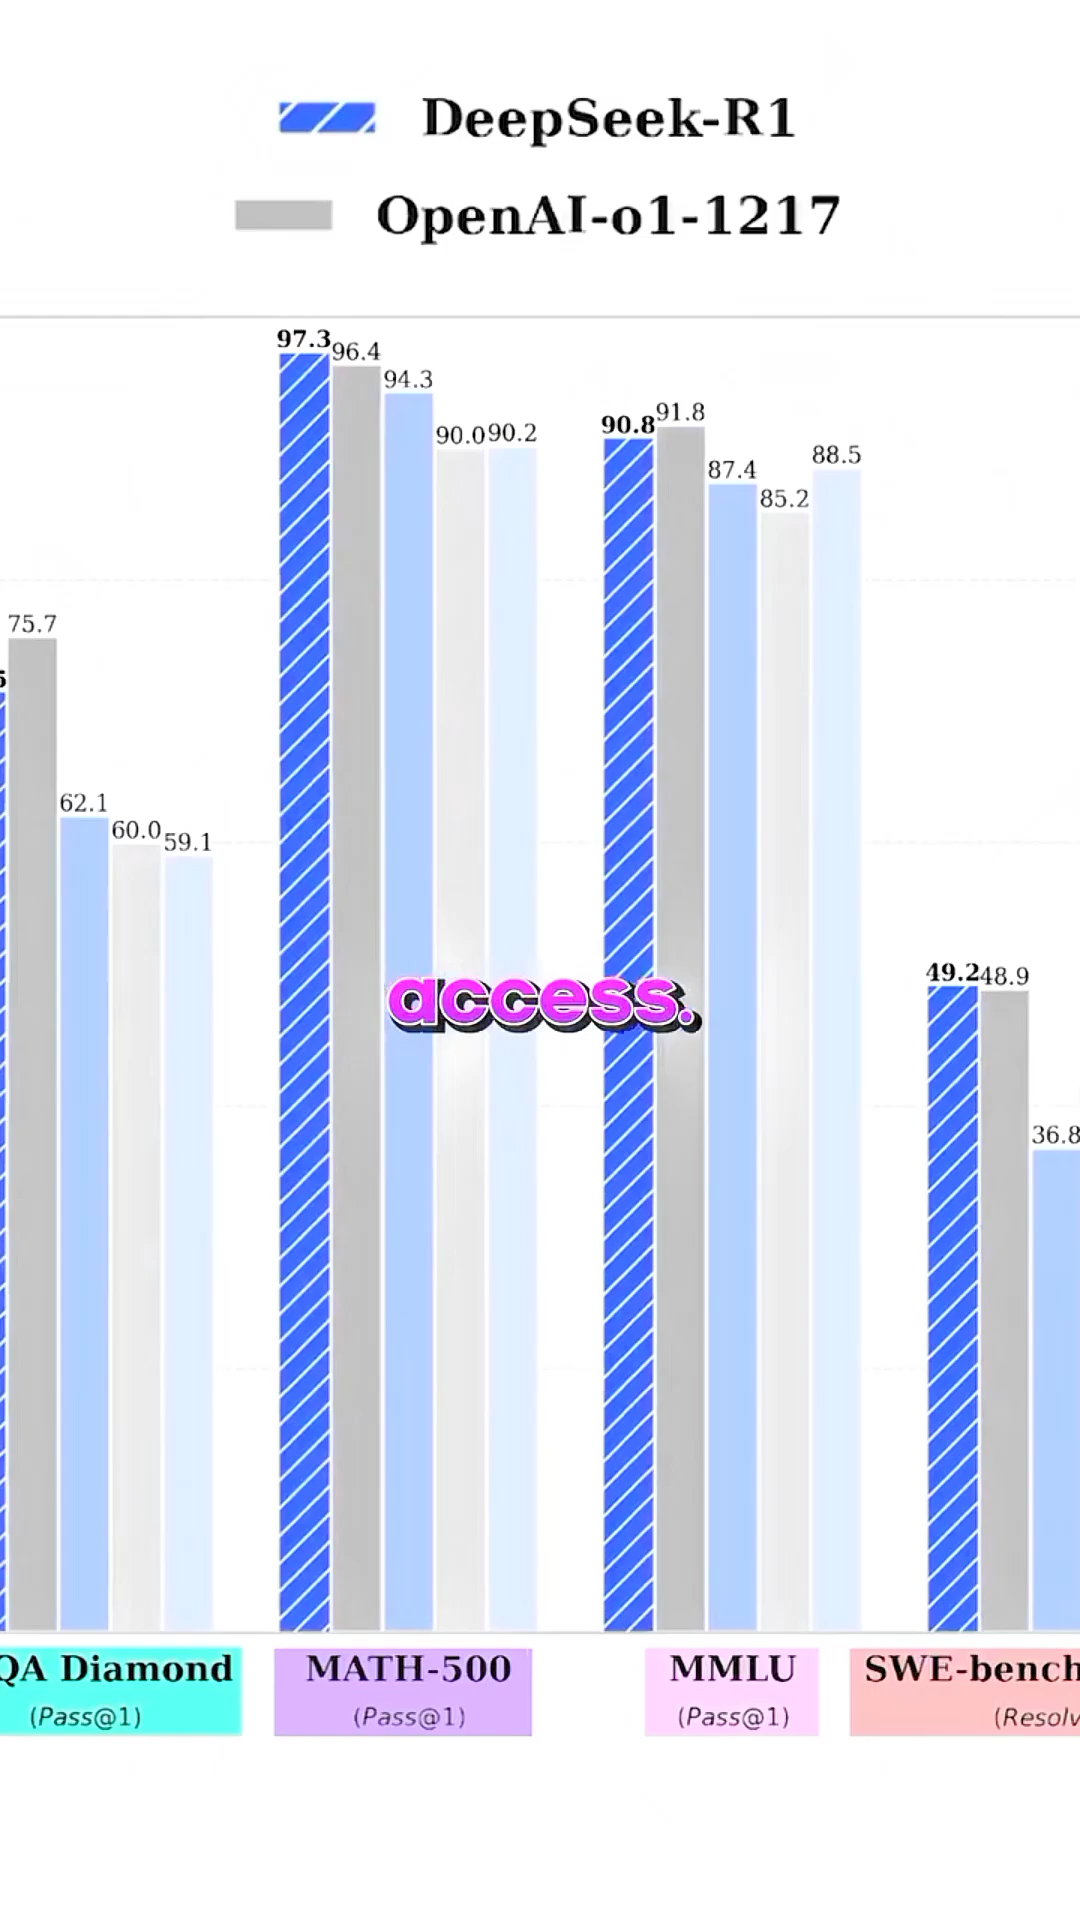 DeepSeek-R1
OpenAI-o1-1217
97.3 96.4 94.3 90.0 90.2
90.8 91.8 87.4 85.2 88.5
75.7 62.1 60.0 59.1
49.2 48.9 36.8
access.
QA Diamond
(Pass@1)
MATH-500
(Pass@1)
MMLU
(Pass@1)
SWE-bench
(Resolv